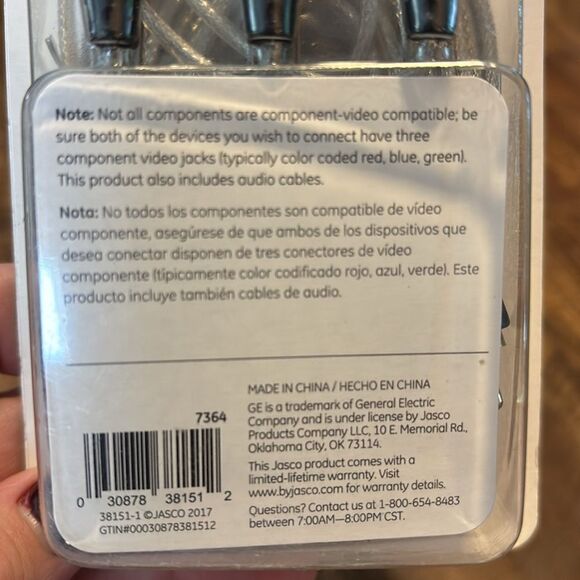 Note: Not all components are component-video compatible; be
sure both of the devices you wish to connect have three
component video jacks (typically color coded red, blue, green).
This product also includes audio cables.
Nota: No todos los componentes son compatible de vídeo
componente, asegúrese de que ambos de los dispositivos que
desea conectar disponen de tres conectores de vídeo
componente (típicamente color codificado rojo, azul, verde). Este
producto incluye también cables de audio.
MADE IN CHINA / HECHO EN CHINA
GE is a trademark of General Electric
Company and is under license by Jasco
Products Company LLC, 10 E. Memorial Rd.,
Oklahoma City, OK 73114.
This Jasco product comes with a
limited-lifetime warranty. Visit
www.byjasco.com for warranty details.
Questions? Contact us at 1-800-654-8483
between 7:00AM—8:00PM CST.
7364
0 30878 38151 2
38151-1 ©JASCO 2017
GTIN#00030878381512